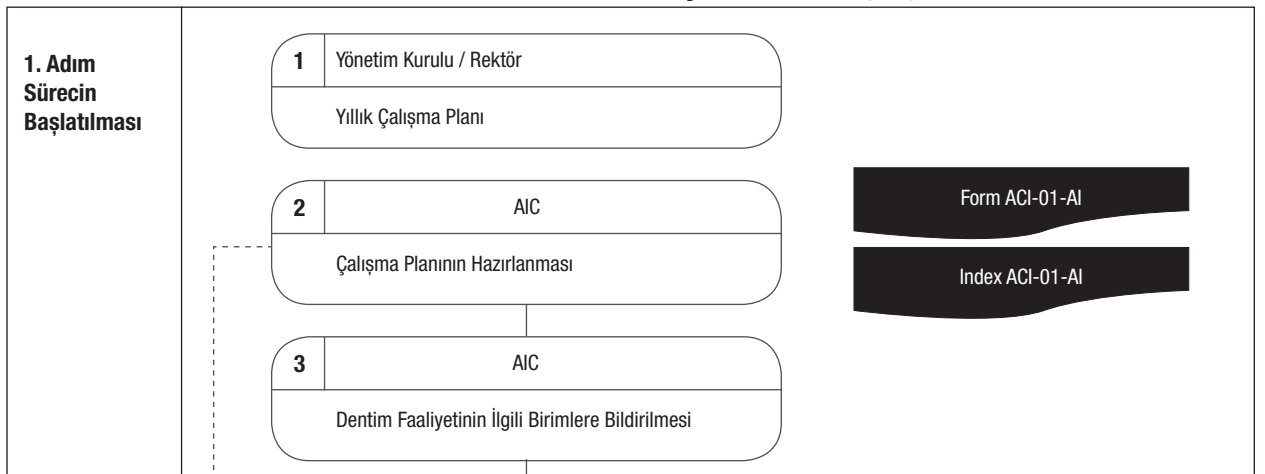 1. Adım
Sürecin
Başlatılması
1 Yönetim Kurulu / Rektör
Yıllık Çalışma Planı
2 AIC
Çalışma Planının Hazırlanması
Form ACI-01-AI
Index ACI-01-AI
3 AIC
Dentim Faaliyetinin İlgili Birimlere Bildirilmesi